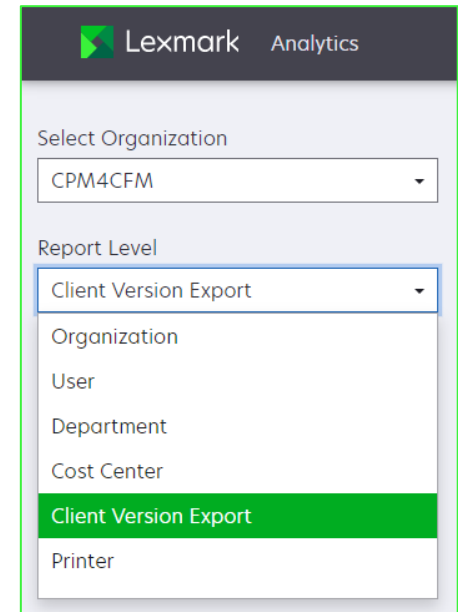 Lexmark Analytics
Select Organization
CPM4CFM
Report Level
Client Version Export
Organization
User
Department
Cost Center
Client Version Export
Printer